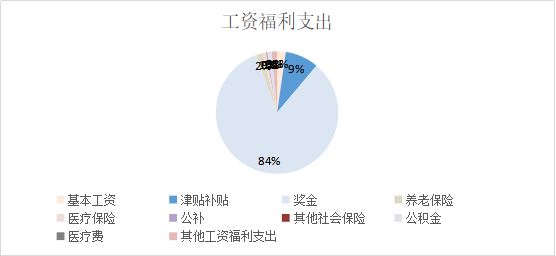 工资福利支出
9%
84%
基本工资 津贴补贴 奖金 养老保险
医疗保险 公补 其他社会保险 公积金
医疗费 其他工资福利支出